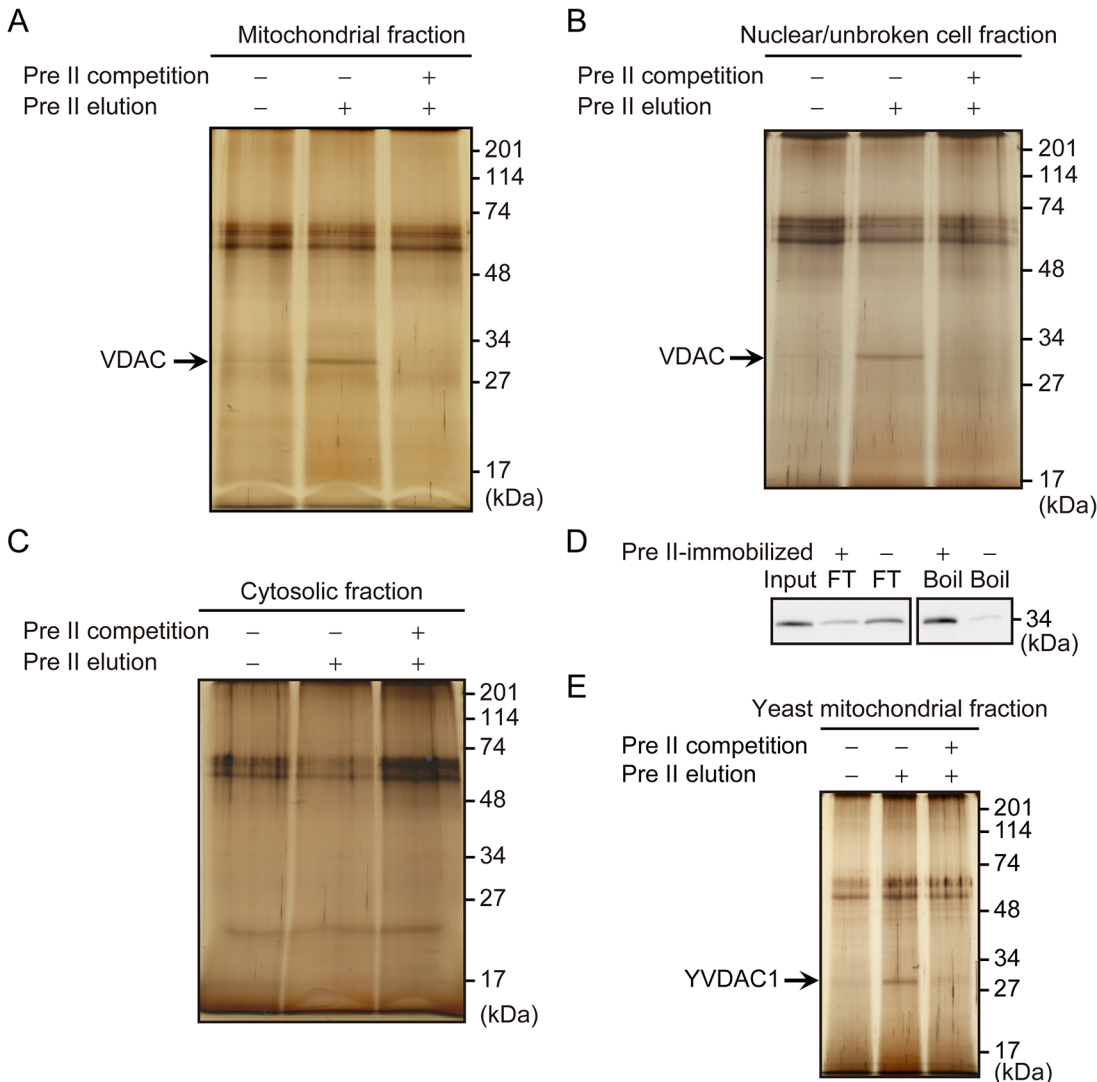 A
Mitochondrial fraction
Pre II competition – – +
Pre II elution – + +
201
114
74
48
34
VDAC
27
17
(kDa)
B
Nuclear/unbroken cell fraction
Pre II competition – – +
Pre II elution – + +
201
114
74
48
34
VDAC
27
17
(kDa)
C
Cytosolic fraction
Pre II competition – – +
Pre II elution – + +
201
114
74
48
34
27
17
(kDa)
D
Pre II-immobilized + – + –
Input FT FT Boil Boil
34
(kDa)
E
Yeast mitochondrial fraction
Pre II competition – – +
Pre II elution – + +
201
114
74
48
34
YVDAC1
27
17
(kDa)